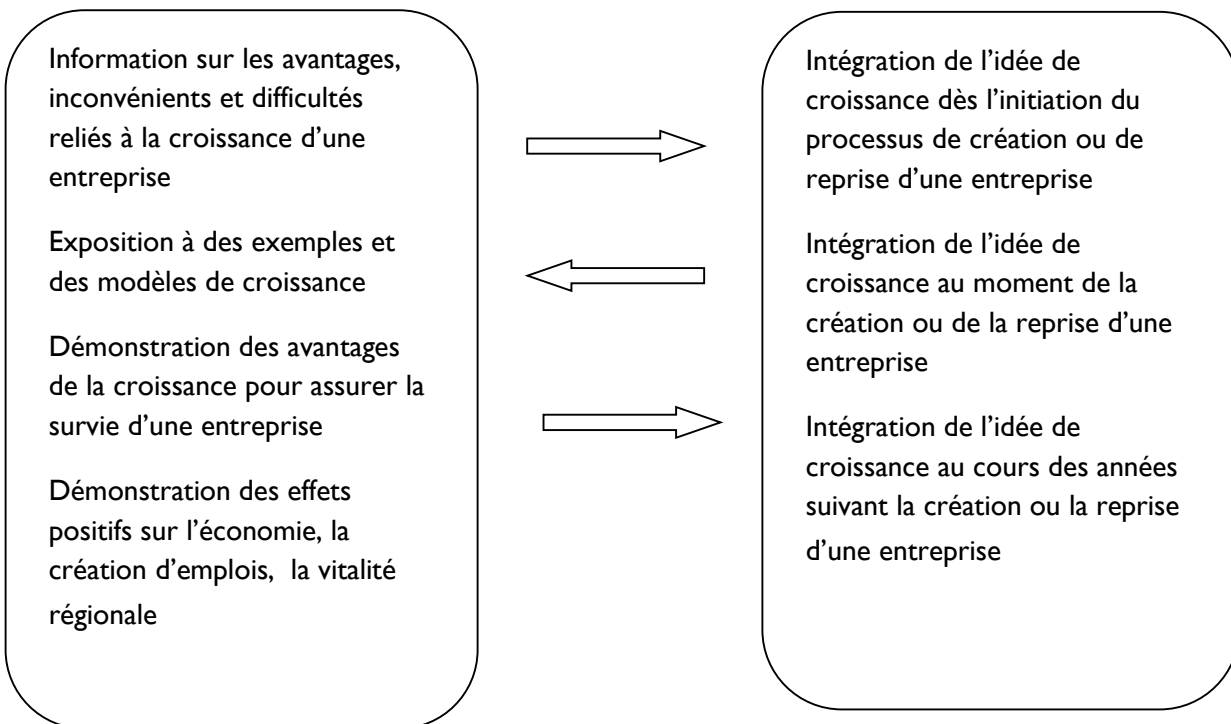 Information sur les avantages,
inconvénients et difficultés
reliés à la croissance d’une
entreprise
Exposition à des exemples et
des modèles de croissance
Démonstration des avantages
de la croissance pour assurer la
survie d’une entreprise
Démonstration des effets
positifs sur l’économie, la
création d’emplois, la vitalité
régionale
Intégration de l’idée de
croissance dès l’initiation du
processus de création ou de
reprise d’une entreprise
Intégration de l’idée de
croissance au moment de la
création ou de la reprise d’une
entreprise
Intégration de l’idée de
croissance au cours des années
suivant la création ou la reprise
d’une entreprise